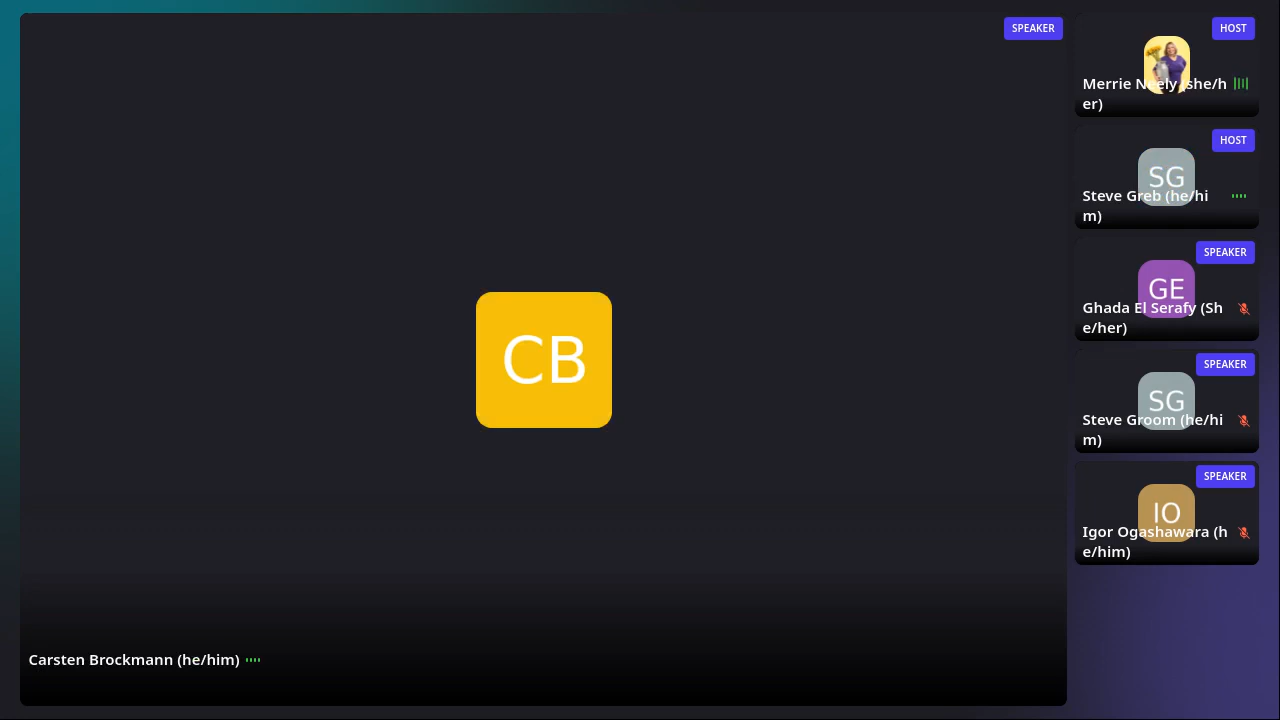 SPEAKER
CB
Carsten Brockmann (he/him)
HOST
Merrie Neely (she/h
er)
HOST
SG
Steve Greb (he/hi
m)
SPEAKER
GE
Ghada El Serafy (Sh
e/her)
SPEAKER
SG
Steve Groom (he/hi
m)
SPEAKER
IO
Igor Ogashawara (h
e/him)